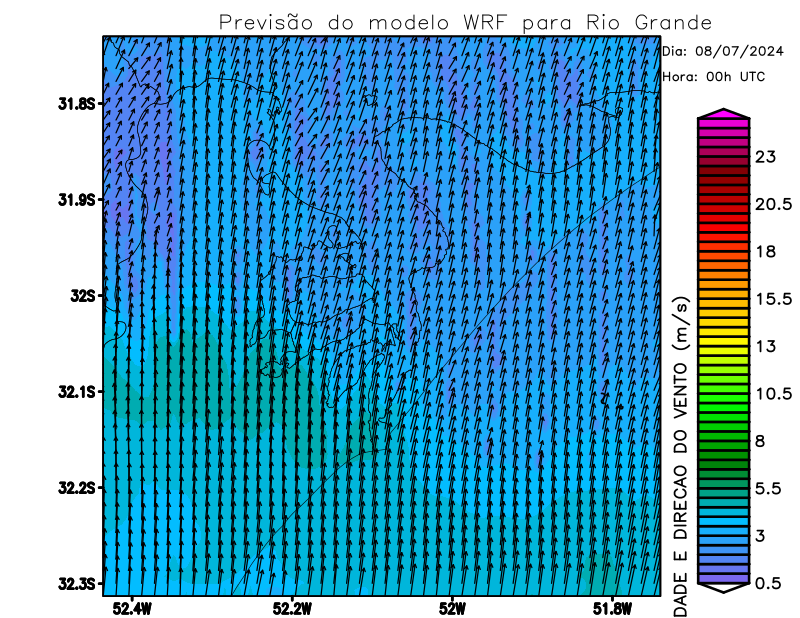 Previsão do modelo WRF para Rio Grande
Dia: 08/07/2024
Hora: 00h UTC
31.8S
31.9S
32S
32.1S
32.2S
32.3S
52.4W
52.2W
52W
51.8W
23
20.5
18
15.5
13
10.5
8
5.5
3
0.5
DADE E DIRECAO DO VENTO (m/s)